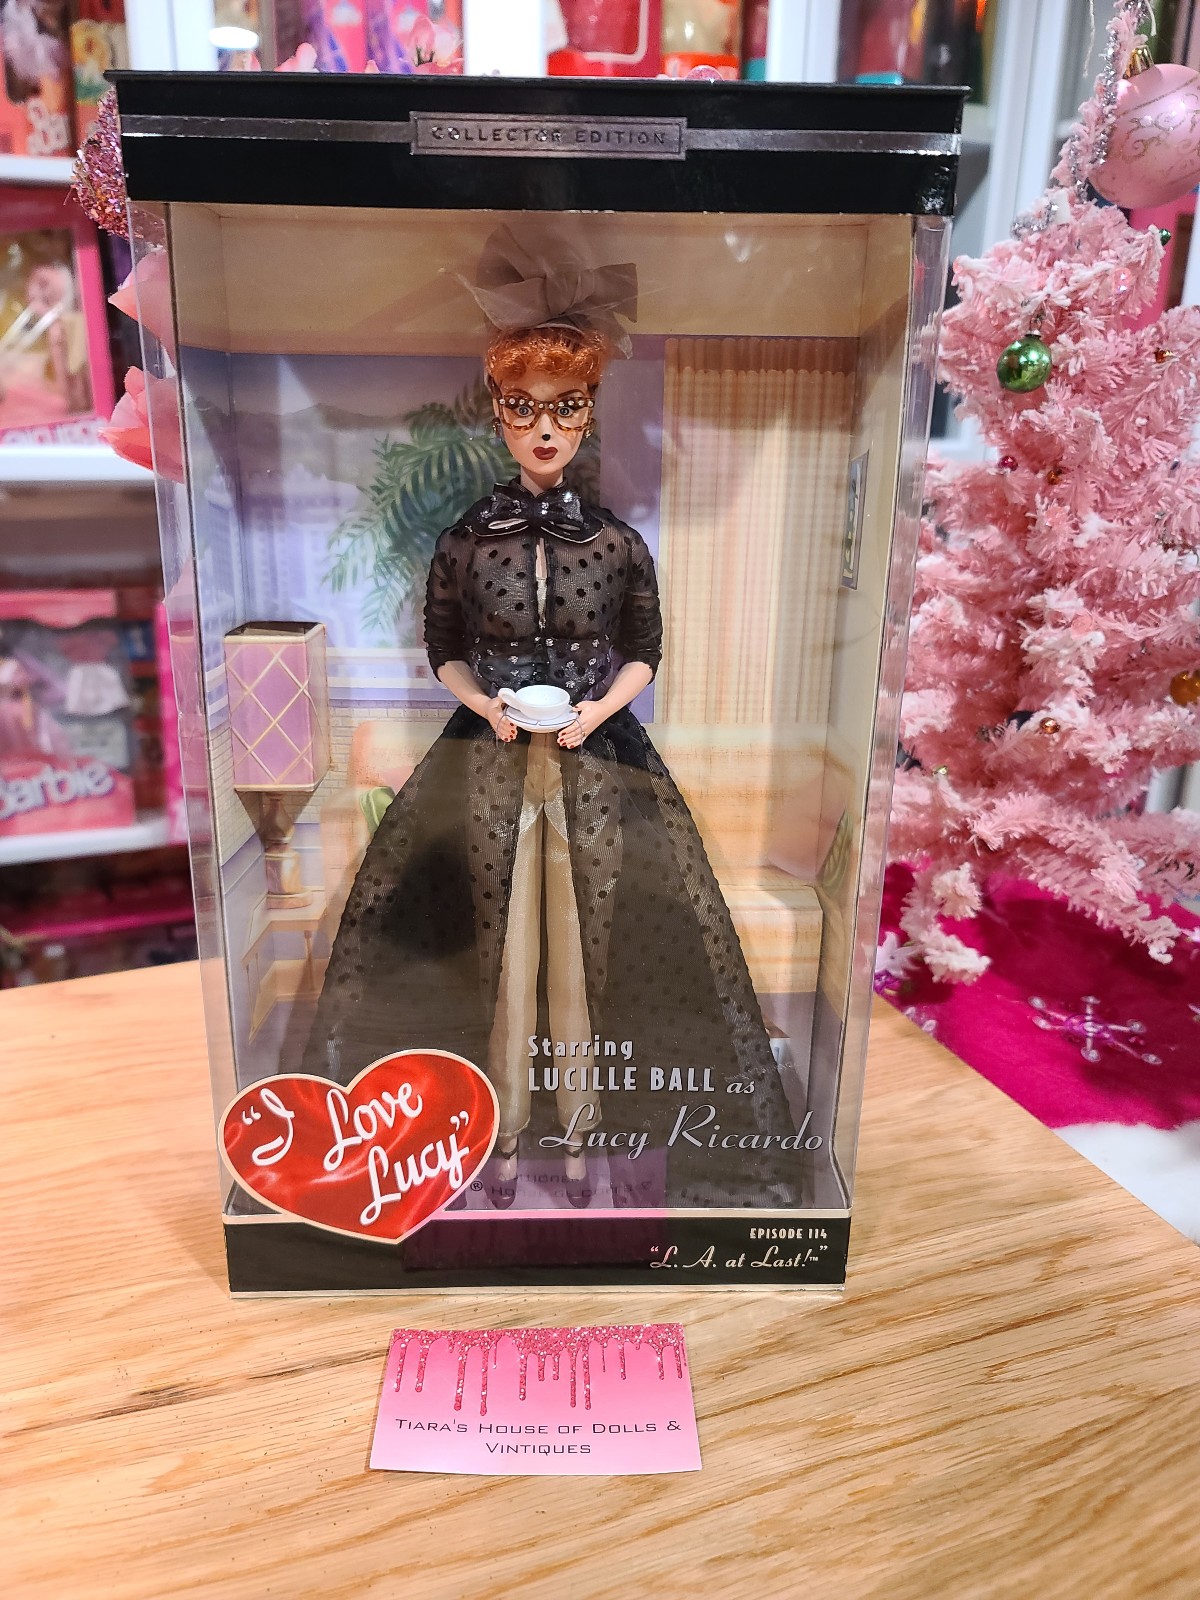 COLLECTOR EDITION
Starring
LUCILLE BALL as
Lucy Ricardo
"I Love
Lucy"
®
EPISODE 114
"L. A. at Last!™"
Barbie
TIARA'S HOUSE OF DOLLS &
VINTIQUES